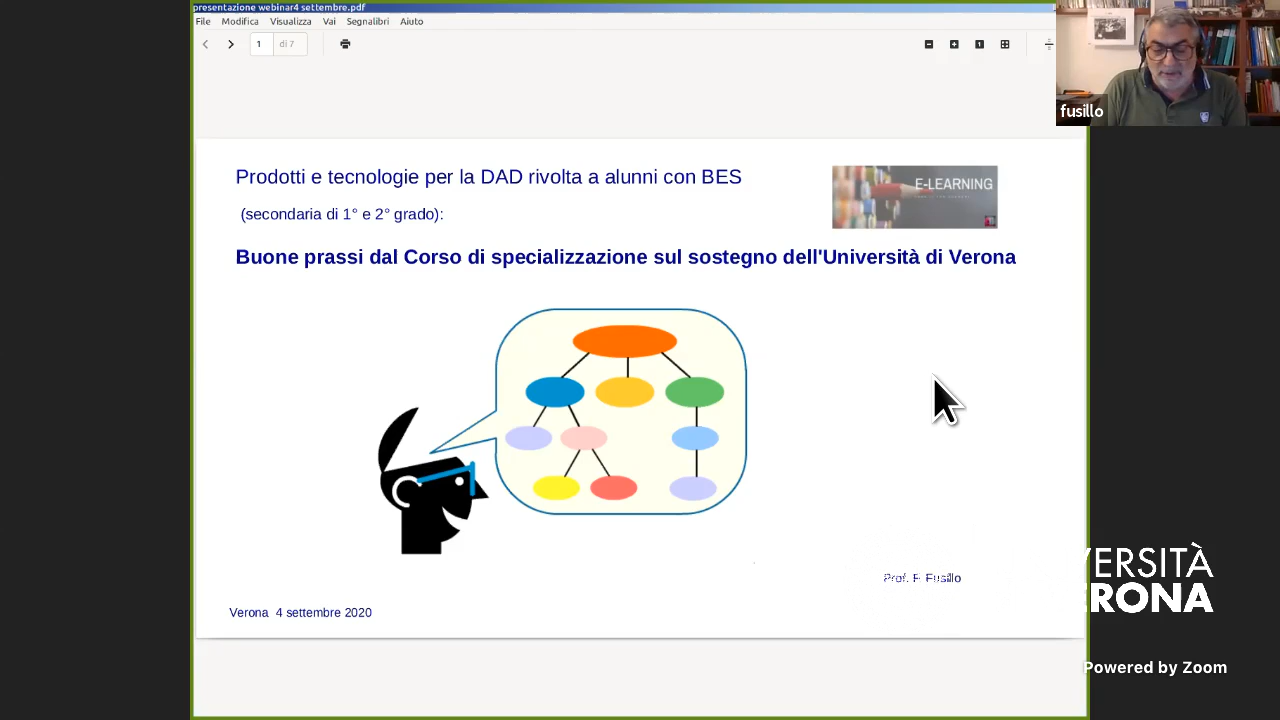 presentazione webinar4 settembre.pdf
File Modifica Visualizza Vai Segnalibri Aiuto
1 di 7
fusillo
Prodotti e tecnologie per la DAD rivolta a alunni con BES
E-LEARNING
(secondaria di 1° e 2° grado):
Buone prassi dal Corso di specializzazione sul sostegno dell'Università di Verona
Prof. F. Fusillo
Verona 4 settembre 2020
VERSITÀ
ERONA
Powered by Zoom